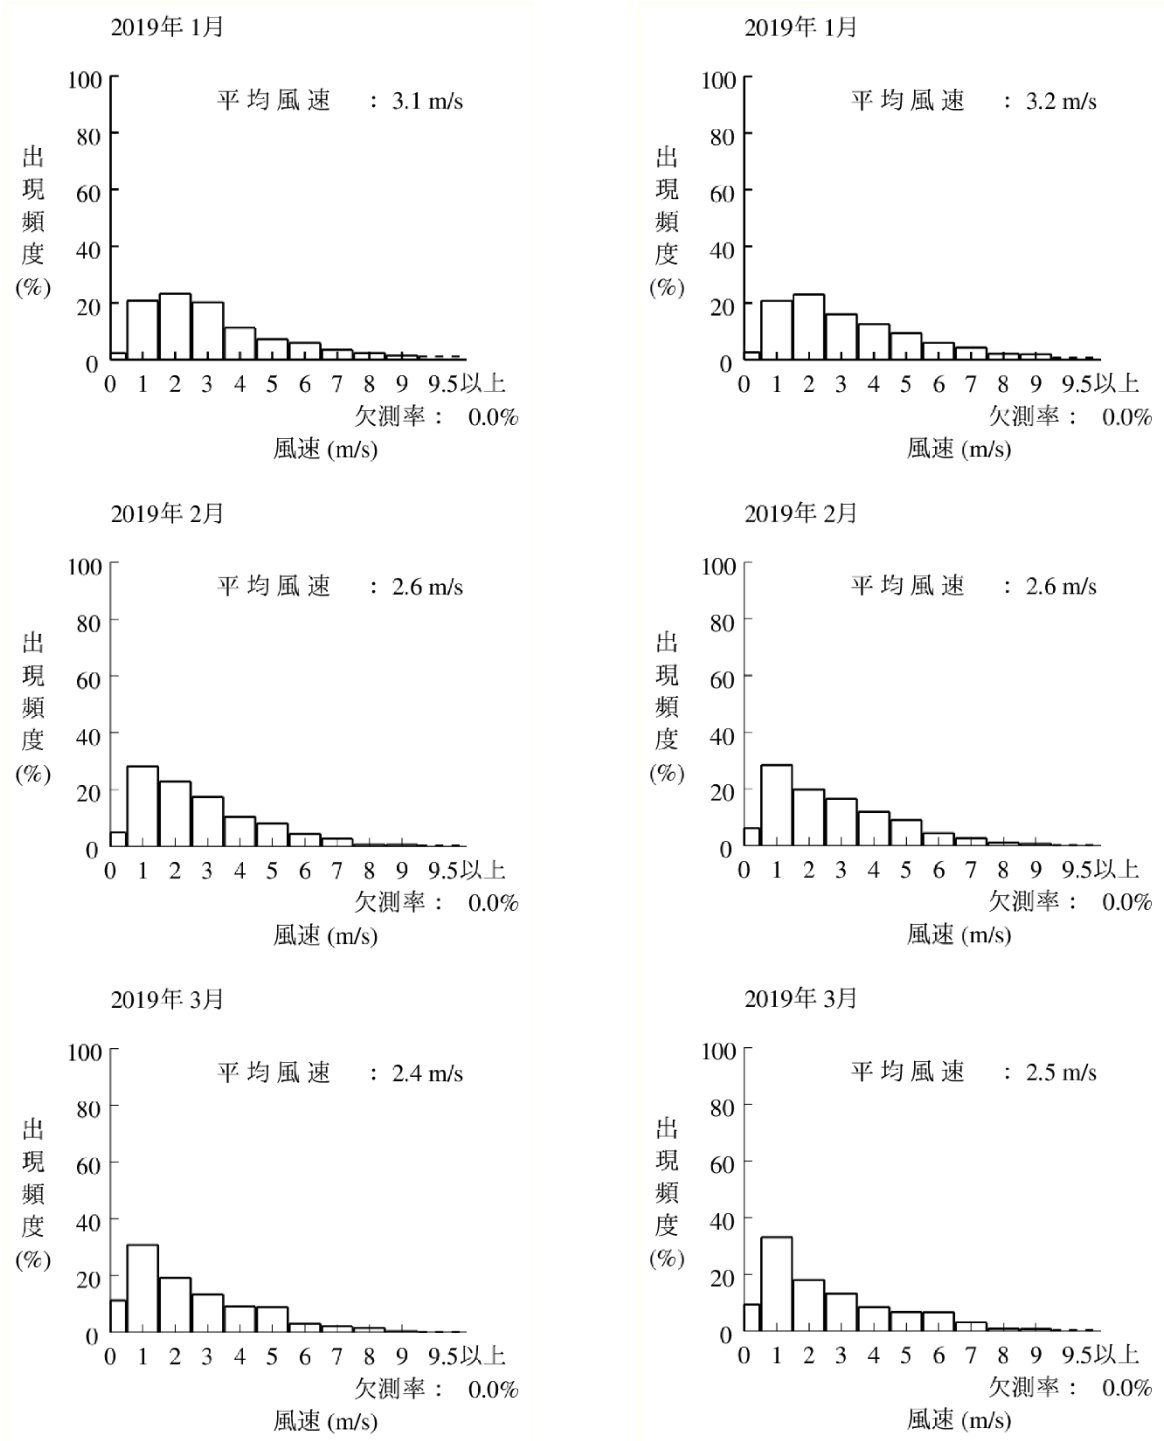 2019年 1月
平均風速 : 3.1 m/s
100
80
60
40
20
0
出現頻度(%)
0 1 2 3 4 5 6 7 8 9 9.5以上
欠測率 : 0.0%
風速 (m/s)
2019年 1月
平均風速 : 3.2 m/s
100
80
60
40
20
0
出現頻度(%)
0 1 2 3 4 5 6 7 8 9 9.5以上
欠測率 : 0.0%
風速 (m/s)
2019年 2月
平均風速 : 2.6 m/s
100
80
60
40
20
0
出現頻度(%)
0 1 2 3 4 5 6 7 8 9 9.5以上
欠測率 : 0.0%
風速 (m/s)
2019年 2月
平均風速 : 2.6 m/s
100
80
60
40
20
0
出現頻度(%)
0 1 2 3 4 5 6 7 8 9 9.5以上
欠測率 : 0.0%
風速 (m/s)
2019年 3月
平均風速 : 2.4 m/s
100
80
60
40
20
0
出現頻度(%)
0 1 2 3 4 5 6 7 8 9 9.5以上
欠測率 : 0.0%
風速 (m/s)
2019年 3月
平均風速 : 2.5 m/s
100
80
60
40
20
0
出現頻度(%)
0 1 2 3 4 5 6 7 8 9 9.5以上
欠測率 : 0.0%
風速 (m/s)